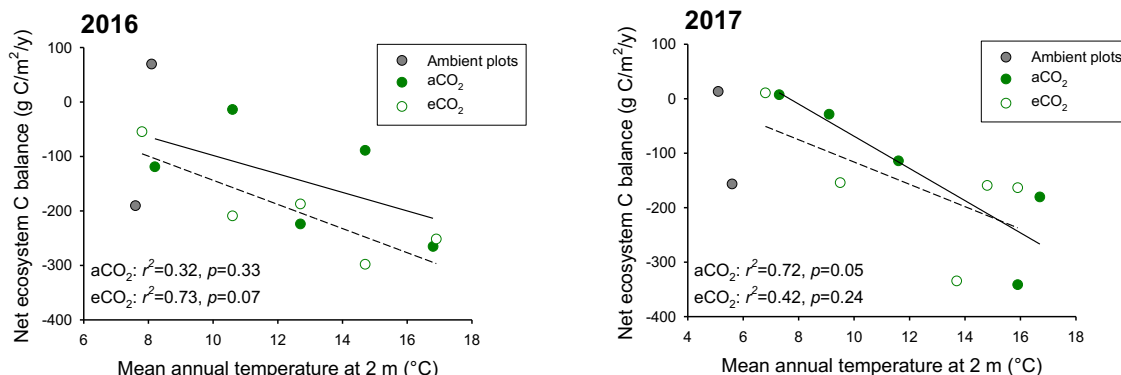 2016
Net ecosystem C balance (g C/m²/y)
100
0
-100
-200
-300
-400
Ambient plots
aCO₂
eCO₂
aCO₂: r²=0.32, p=0.33
eCO₂: r²=0.73, p=0.07
6 8 10 12 14 16 18
Mean annual temperature at 2 m (°C)
2017
Net ecosystem C balance (g C/m²/y)
100
0
-100
-200
-300
-400
Ambient plots
aCO₂
eCO₂
aCO₂: r²=0.72, p=0.05
eCO₂: r²=0.42, p=0.24
4 6 8 10 12 14 16 18
Mean annual temperature at 2 m (°C)